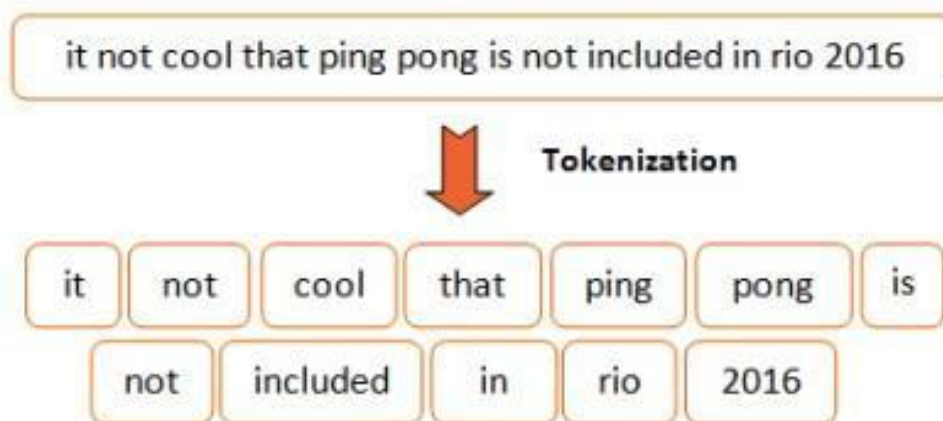 it not cool that ping pong is not included in rio 2016
Tokenization
it not cool that ping pong is
not included in rio 2016